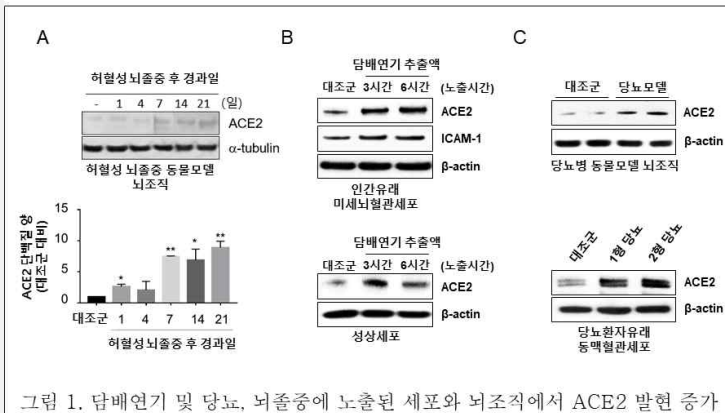 A
허혈성 뇌졸중 후 경과일
- 1 4 7 14 21 (일)
ACE2
α-tubulin
허혈성 뇌졸중 동물모델
뇌조직
ACE2 단백질 양
(대조군 대비)
15
10
5
0
* ** * **
대조군 1 4 7 14 21
허혈성 뇌졸중 후 경과일
B
담배연기 추출액
대조군 3시간 6시간 (노출시간)
ACE2
ICAM-1
β-actin
인간유래
미세뇌혈관세포
담배연기 추출액
대조군 3시간 6시간 (노출시간)
ACE2
β-actin
성상세포
C
대조군 당뇨모델
ACE2
β-actin
당뇨병 동물모델 뇌조직
대조군 1형 당뇨 2형 당뇨
ACE2
β-actin
당뇨환자유래
동맥혈관세포
그림 1. 담배연기 및 당뇨, 뇌졸중에 노출된 세포와 뇌조직에서 ACE2 발현 증가